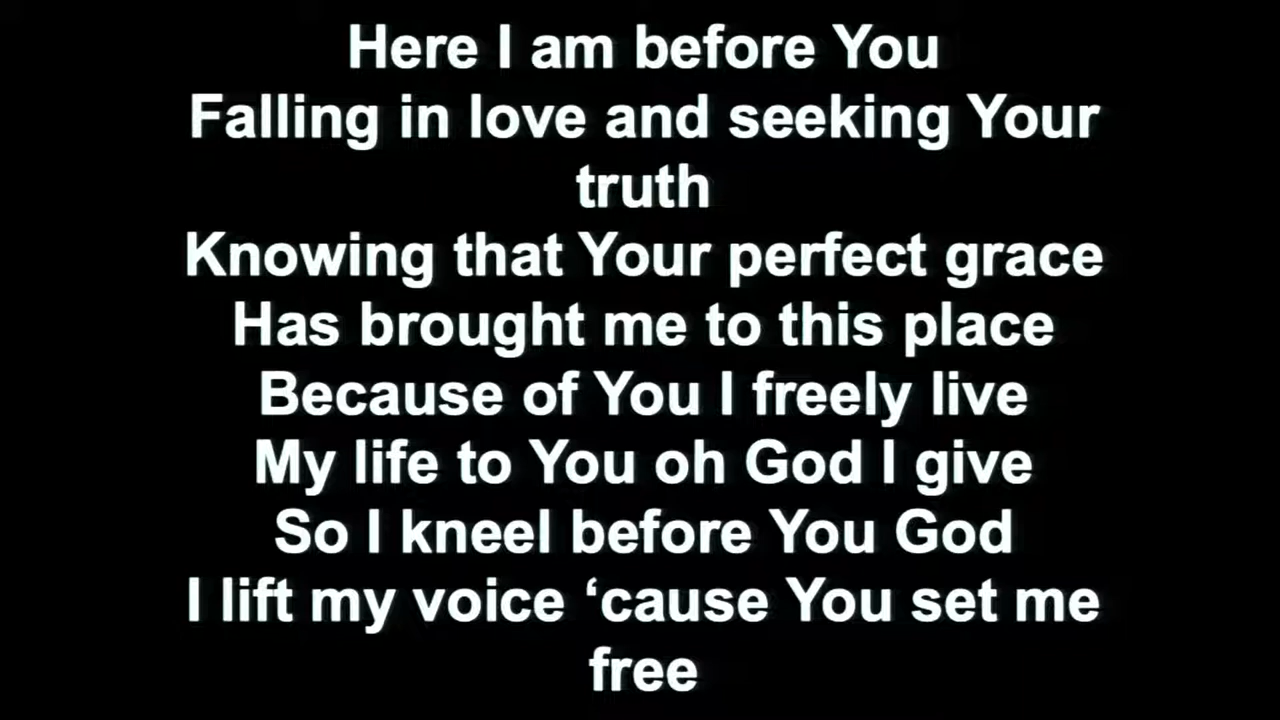 Here I am before You
Falling in love and seeking Your
truth
Knowing that Your perfect grace
Has brought me to this place
Because of You I freely live
My life to You oh God I give
So I kneel before You God
I lift my voice ‘cause You set me
free